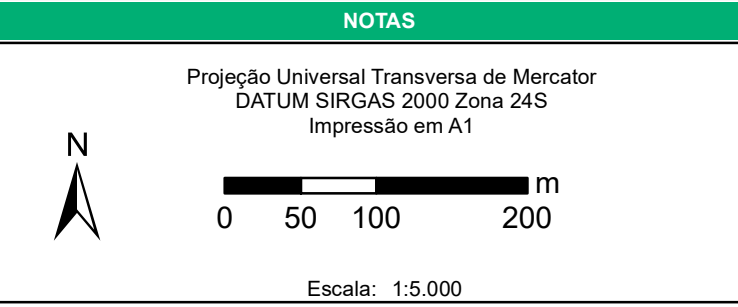 NOTAS
Projeção Universal Transversa de Mercator
DATUM SIRGAS 2000 Zona 24S
Impressão em A1
N
m
0 50 100 200
Escala: 1:5.000